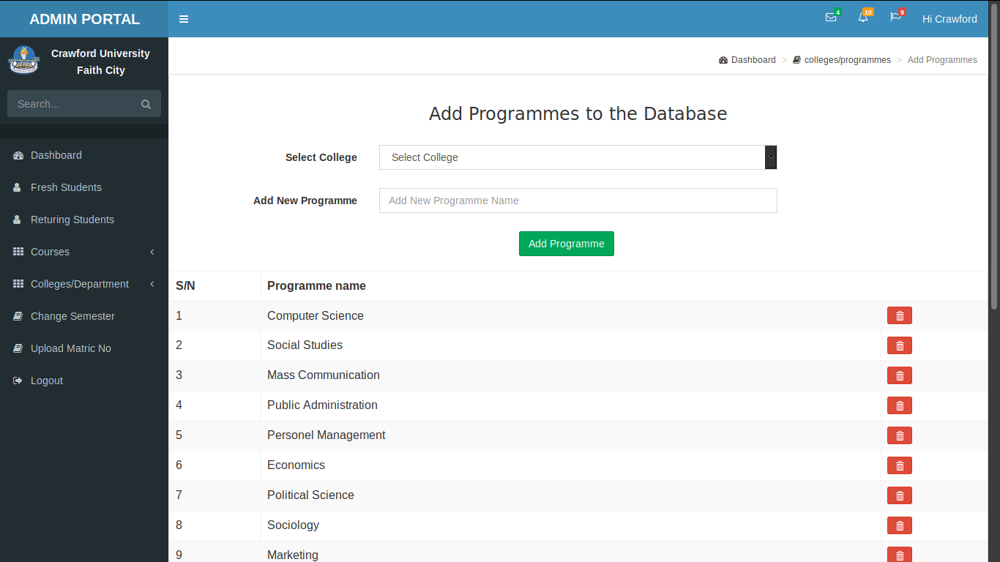 ADMIN PORTAL
4
10
9
Hi Crawford
Crawford University
Faith City
Search...
Dashboard
Fresh Students
Returing Students
Courses
Colleges/Department
Change Semester
Upload Matric No
Logout
Dashboard > colleges/programmes > Add Programmes
Add Programmes to the Database
Select College Select College
Add New Programme Add New Programme Name
Add Programme
S/N Programme name
1 Computer Science
2 Social Studies
3 Mass Communication
4 Public Administration
5 Personel Management
6 Economics
7 Political Science
8 Sociology
9 Marketing